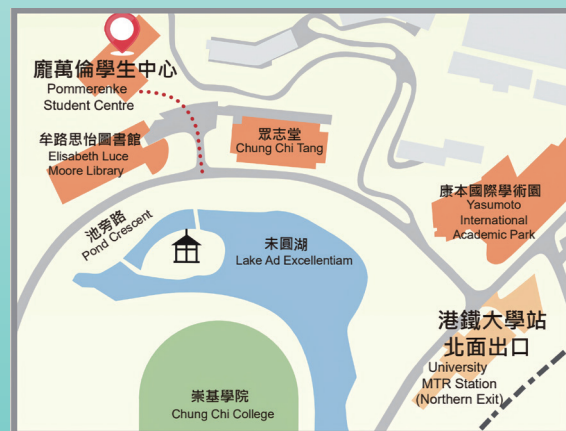 龐萬倫學生中心
Pommerenke
Student Centre
牟路思怡圖書館
Elisabeth Luce
Moore Library
眾志堂
Chung Chi Tang
康本國際學術園
Yasumoto
International
Academic Park
池旁路
Pond Crescent
未圓湖
Lake Ad Excellentiam
港鐵大學站
北面出口
University
MTR Station
(Northern Exit)
崇基學院
Chung Chi College